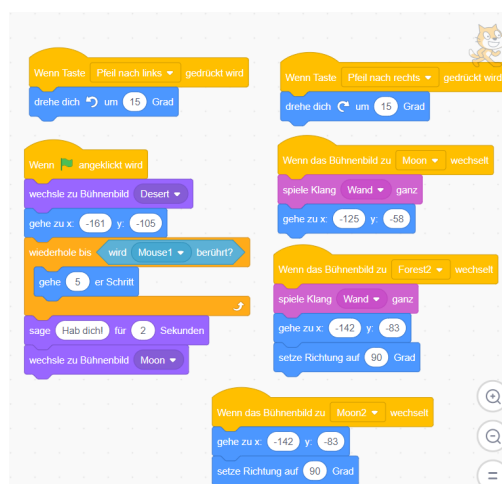 Wenn Taste Pfeil nach links gedrückt wird
drehe dich um 15 Grad
Wenn angeklickt wird
wechsle zu Bühnenbild Desert
gehe zu x: -161 y: -105
wiederhole bis wird Mouse1 berührt?
gehe 5 er Schritt
sage Hab dich! für 2 Sekunden
wechsle zu Bühnenbild Moon
Wenn Taste Pfeil nach rechts gedrückt wird
drehe dich um 15 Grad
Wenn das Bühnenbild zu Moon wechselt
spiele Klang Wand ganz
gehe zu x: -125 y: -58
Wenn das Bühnenbild zu Forest2 wechselt
spiele Klang Wand ganz
gehe zu x: -142 y: -83
setze Richtung auf 90 Grad
Wenn das Bühnenbild zu Moon2 wechselt
gehe zu x: -142 y: -83
setze Richtung auf 90 Grad